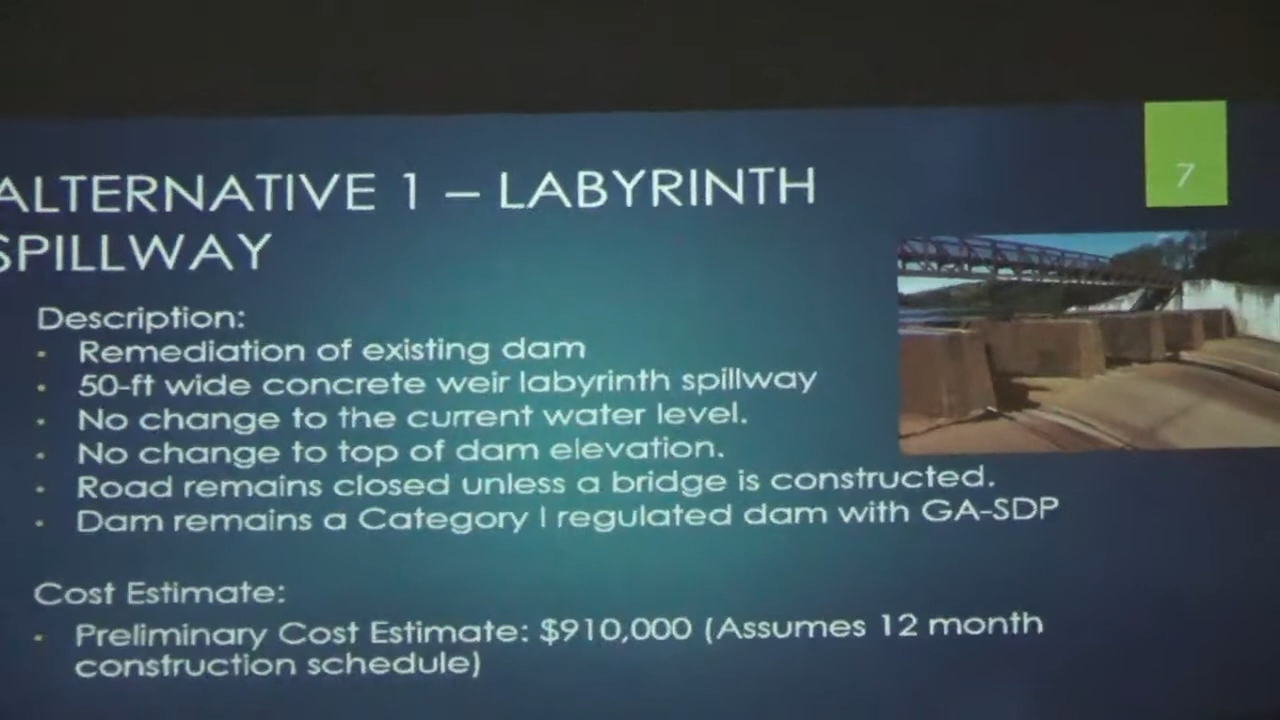 7
ALTERNATIVE 1 – LABYRINTH
SPILLWAY
Description:
• Remediation of existing dam
• 50-ft wide concrete weir labyrinth spillway
• No change to the current water level.
• No change to top of dam elevation.
• Road remains closed unless a bridge is constructed.
• Dam remains a Category I regulated dam with GA-SDP
Cost Estimate:
• Preliminary Cost Estimate: $910,000 (Assumes 12 month
construction schedule)